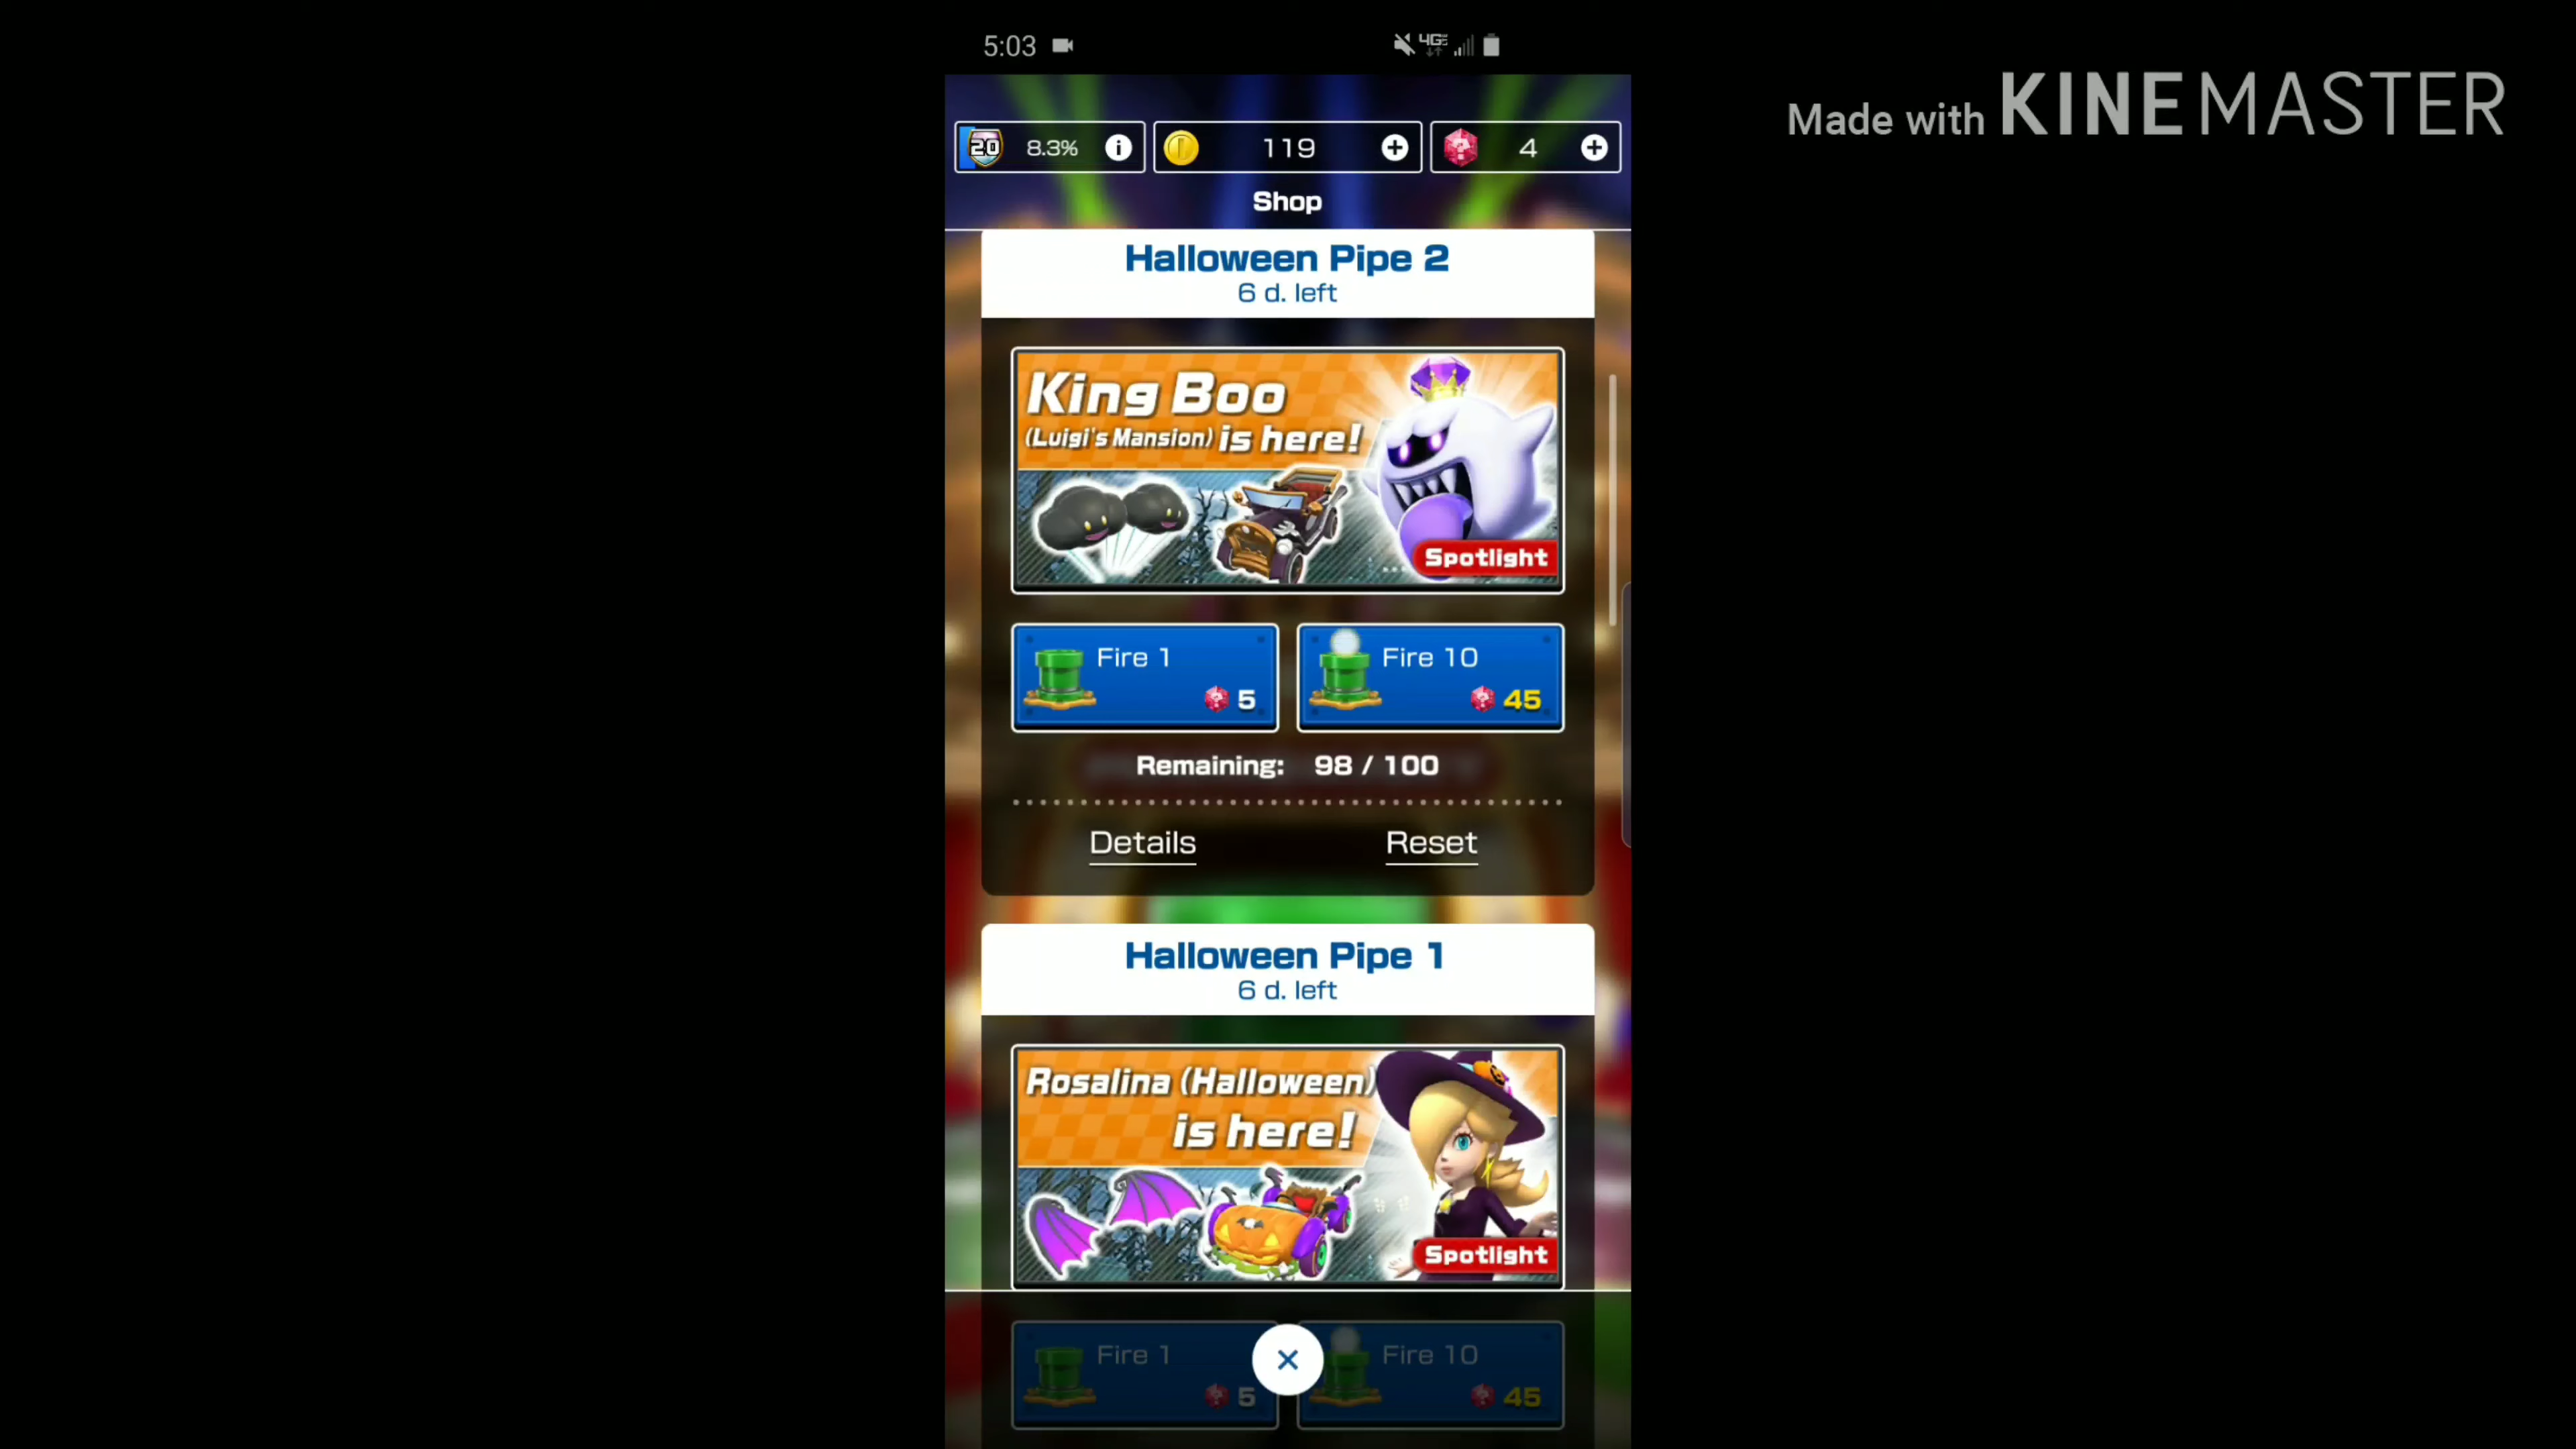 5:03
4GE
Made with KINEMASTER
20 8.3% i 119 + 4 +
Shop
Halloween Pipe 2
6 d. left
King Boo
(Luigi's Mansion) is here!
Spotlight
Fire 1
5
Fire 10
45
Remaining: 98 / 100
Details Reset
Halloween Pipe 1
6 d. left
Rosalina (Halloween)
is here!
Spotlight
Fire 1
5
Fire 10
45